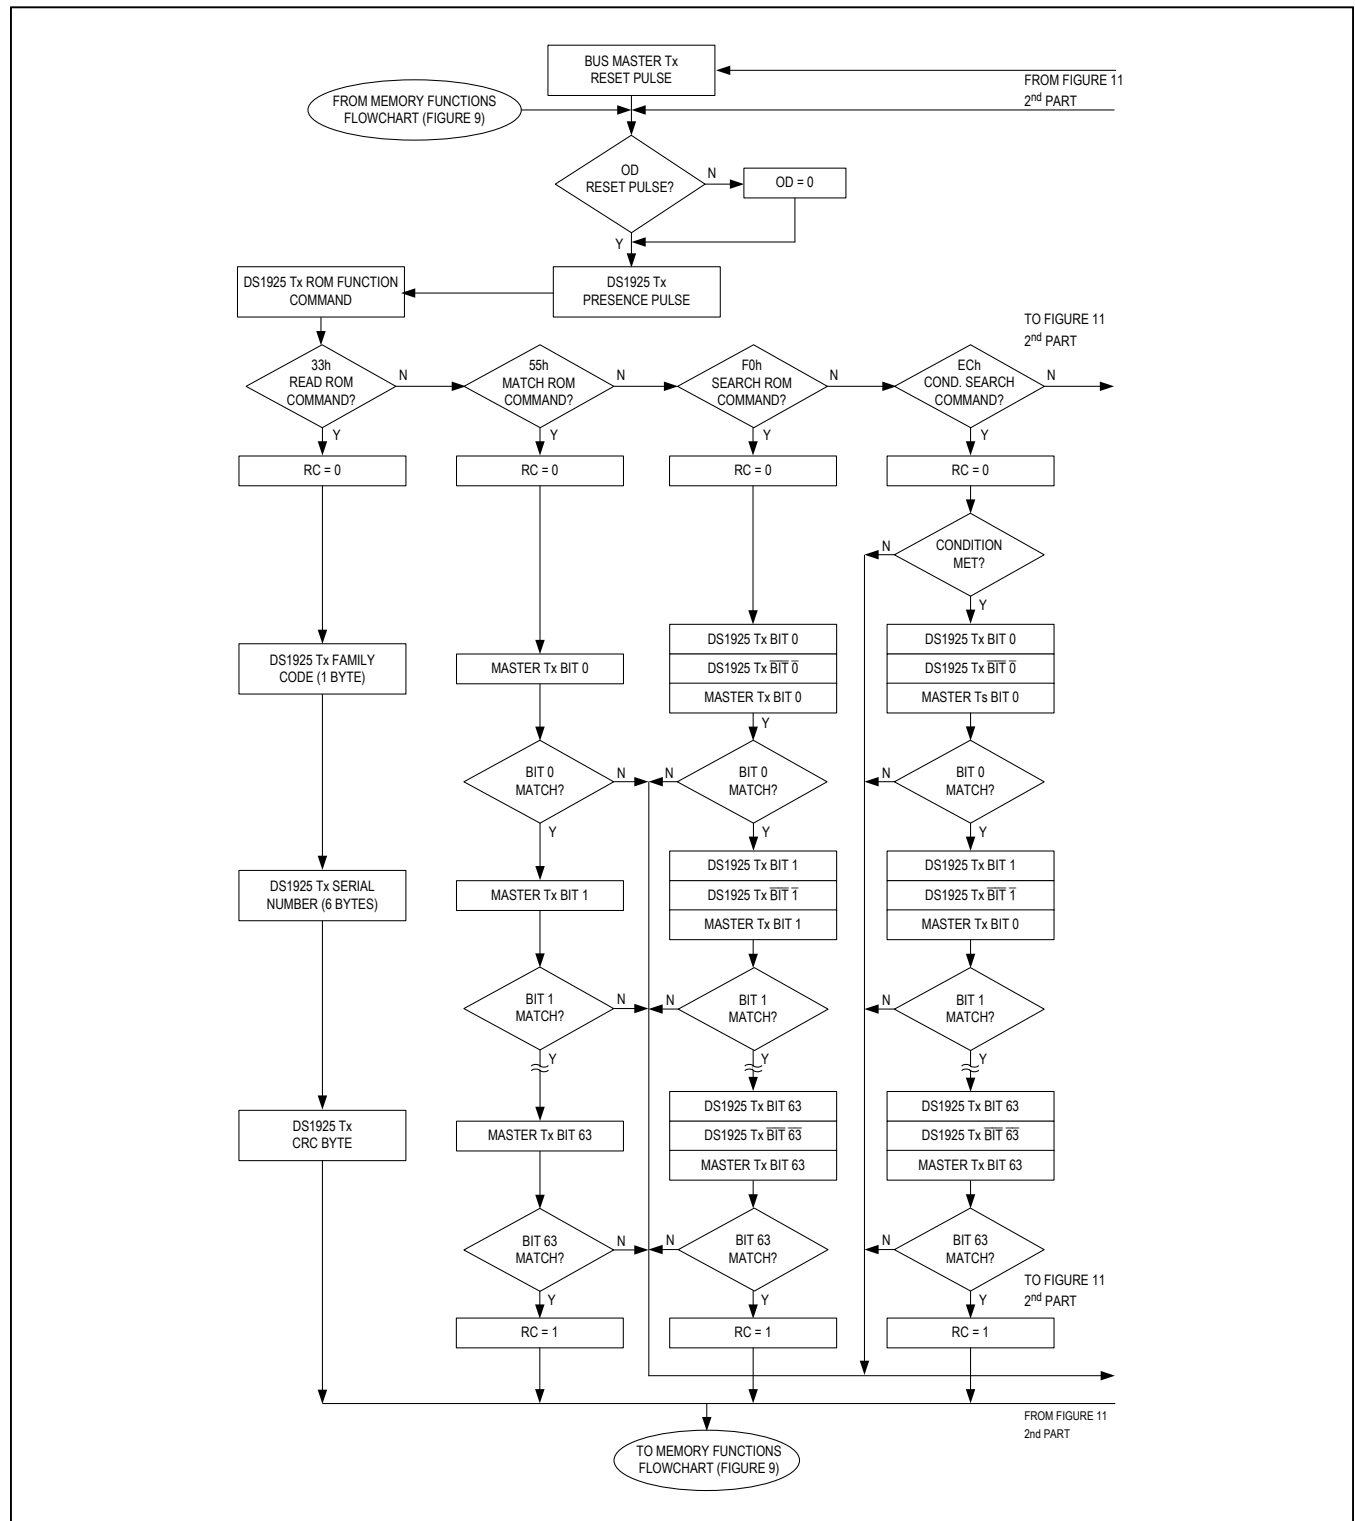 BUS MASTER Tx
RESET PULSE
FROM FIGURE 11
2nd PART
FROM MEMORY FUNCTIONS
FLOWCHART (FIGURE 9)
OD
RESET PULSE?
N
OD = 0
Y
DS1925 Tx ROM FUNCTION
COMMAND
DS1925 Tx
PRESENCE PULSE
TO FIGURE 11
2nd PART
33h
READ ROM
COMMAND?
N
55h
MATCH ROM
COMMAND?
N
F0h
SEARCH ROM
COMMAND?
N
ECh
COND. SEARCH
COMMAND?
N
Y
Y
Y
Y
RC = 0
RC = 0
RC = 0
RC = 0
N
CONDITION
MET?
Y
DS1925 Tx FAMILY
CODE (1 BYTE)
MASTER Tx BIT 0
DS1925 Tx BIT 0
DS1925 Tx B̅I̅T̅ 0̅
MASTER Tx BIT 0
DS1925 Tx BIT 0
DS1925 Tx B̅I̅T̅ 0̅
MASTER Ts BIT 0
Y
BIT 0
MATCH?
N
N
BIT 0
MATCH?
N
BIT 0
MATCH?
Y
Y
Y
DS1925 Tx SERIAL
NUMBER (6 BYTES)
MASTER Tx BIT 1
DS1925 Tx BIT 1
DS1925 Tx B̅I̅T̅ 1̅
MASTER Tx BIT 1
DS1925 Tx BIT 1
DS1925 Tx B̅I̅T̅ 1̅
MASTER Tx BIT 0
BIT 1
MATCH?
N
N
BIT 1
MATCH?
N
BIT 1
MATCH?
Y
Y
Y
DS1925 Tx
CRC BYTE
MASTER Tx BIT 63
DS1925 Tx BIT 63
DS1925 Tx B̅I̅T̅ 6̅3̅
MASTER Tx BIT 63
DS1925 Tx BIT 63
DS1925 Tx B̅I̅T̅ 6̅3̅
MASTER Tx BIT 63
BIT 63
MATCH?
N
N
BIT 63
MATCH?
N
BIT 63
MATCH?
TO FIGURE 11
2nd PART
Y
Y
Y
RC = 1
RC = 1
RC = 1
FROM FIGURE 11
2nd PART
TO MEMORY FUNCTIONS
FLOWCHART (FIGURE 9)